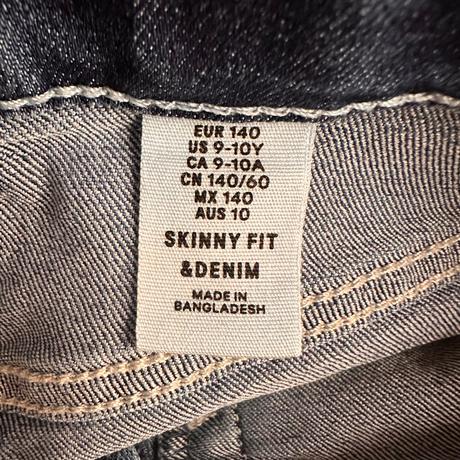 EUR 140
US 9-10Y
CA 9-10A
CN 140/60
MX 140
AUS 10
SKINNY FIT
&DENIM
MADE IN
BANGLADESH